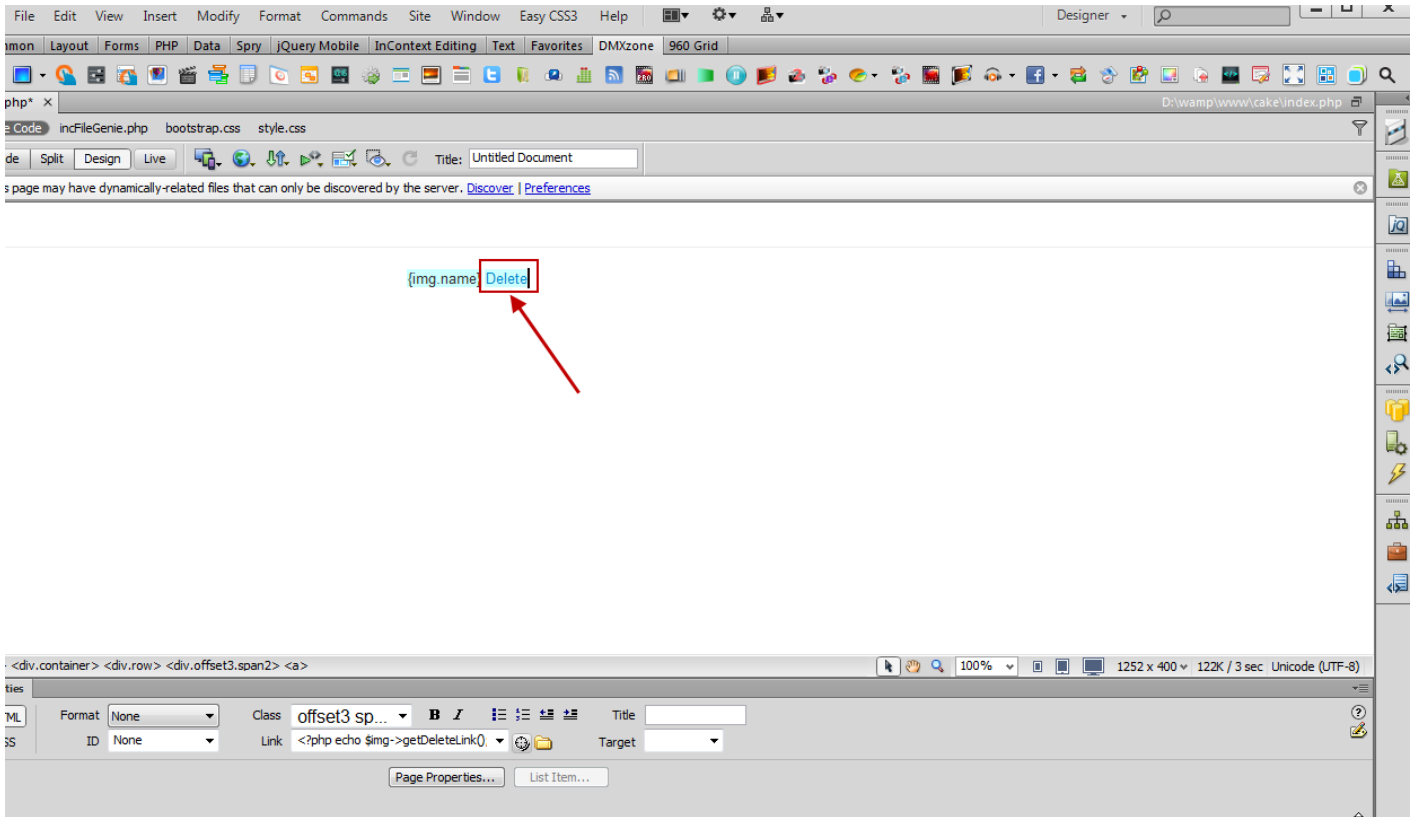 File Edit View Insert Modify Format Commands Site Window Easy CSS3 Help Designer
mmon Layout Forms PHP Data Spry jQuery Mobile InContext Editing Text Favorites DMXzone 960 Grid
php* D:\wamp\www\cake\index.php
e Code incFileGenie.php bootstrap.css style.css
de Split Design Live Title: Untitled Document
s page may have dynamically-related files that can only be discovered by the server. Discover | Preferences
{img.name} Delete
<div.container> <div.row> <div.offset3.span2> <a> 100% 1252 x 400 122K / 3 sec Unicode (UTF-8)
ties
TML Format None Class offset3 sp... B I Title
SS ID None Link <?php echo $img->getDeleteLink(). Target
Page Properties... List Item...